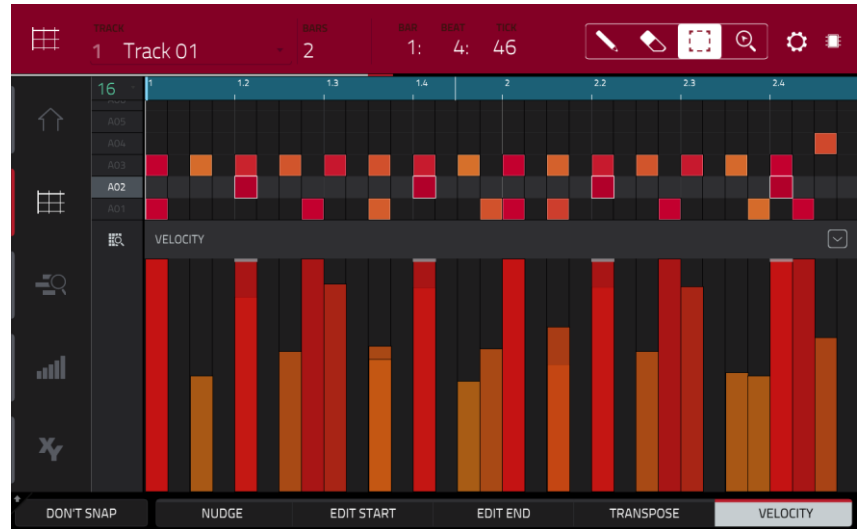 TRACK BARS BAR BEAT TICK
1 Track 01 2 1: 4: 46
16 1 1.2 1.3 1.4 2 2.2 2.3 2.4
A05
A04
A03
A02
A01
VELOCITY
XY
DON'T SNAP NUDGE EDIT START EDIT END TRANSPOSE VELOCITY